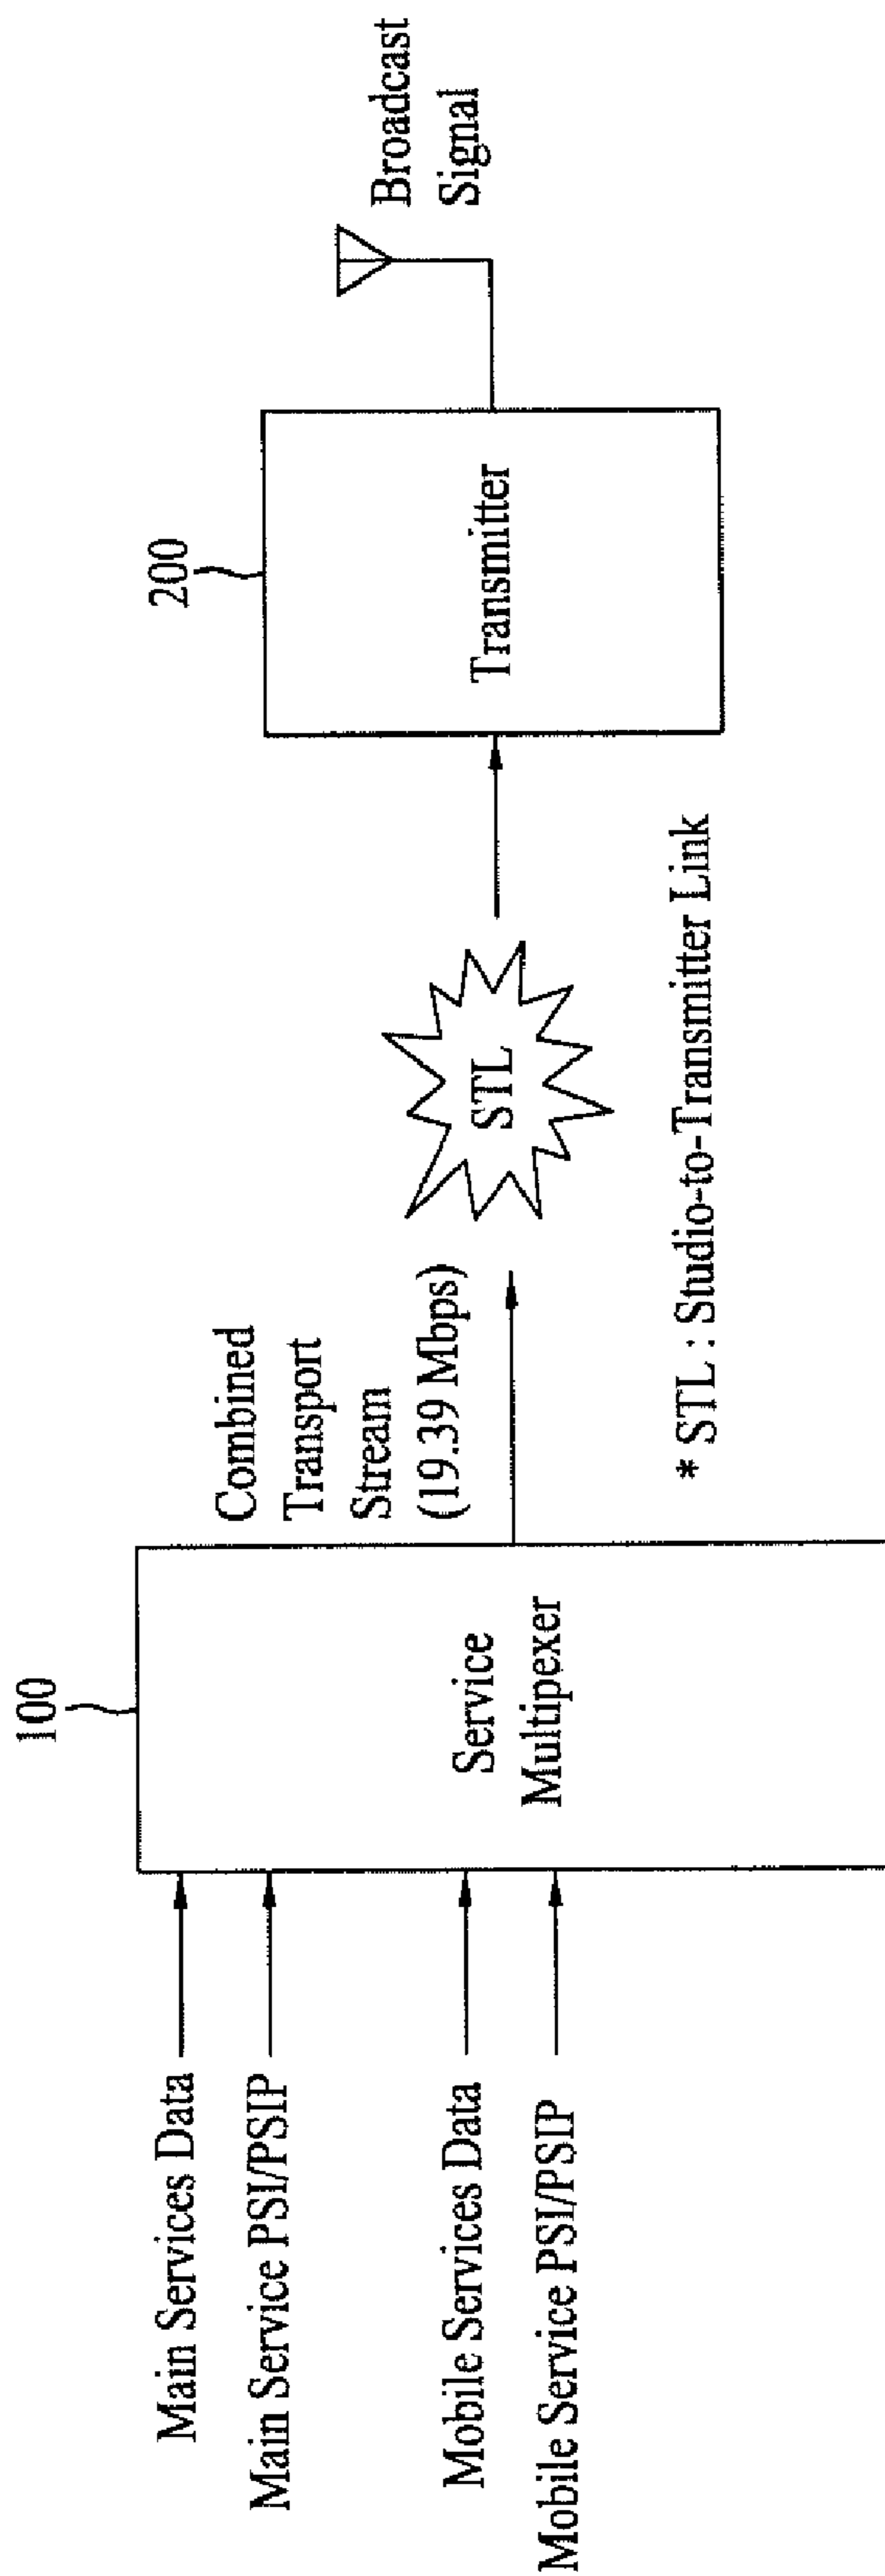 Main Services Data
Main Service PSI/PSIP
Mobile Services Data
Mobile Service PSI/PSIP
100
Service
Multipexer
Combined
Transport
Stream
(19.39 Mbps)
STL
* STL : Studio-to-Transmitter Link
200
Transmitter
Broadcast
Signal